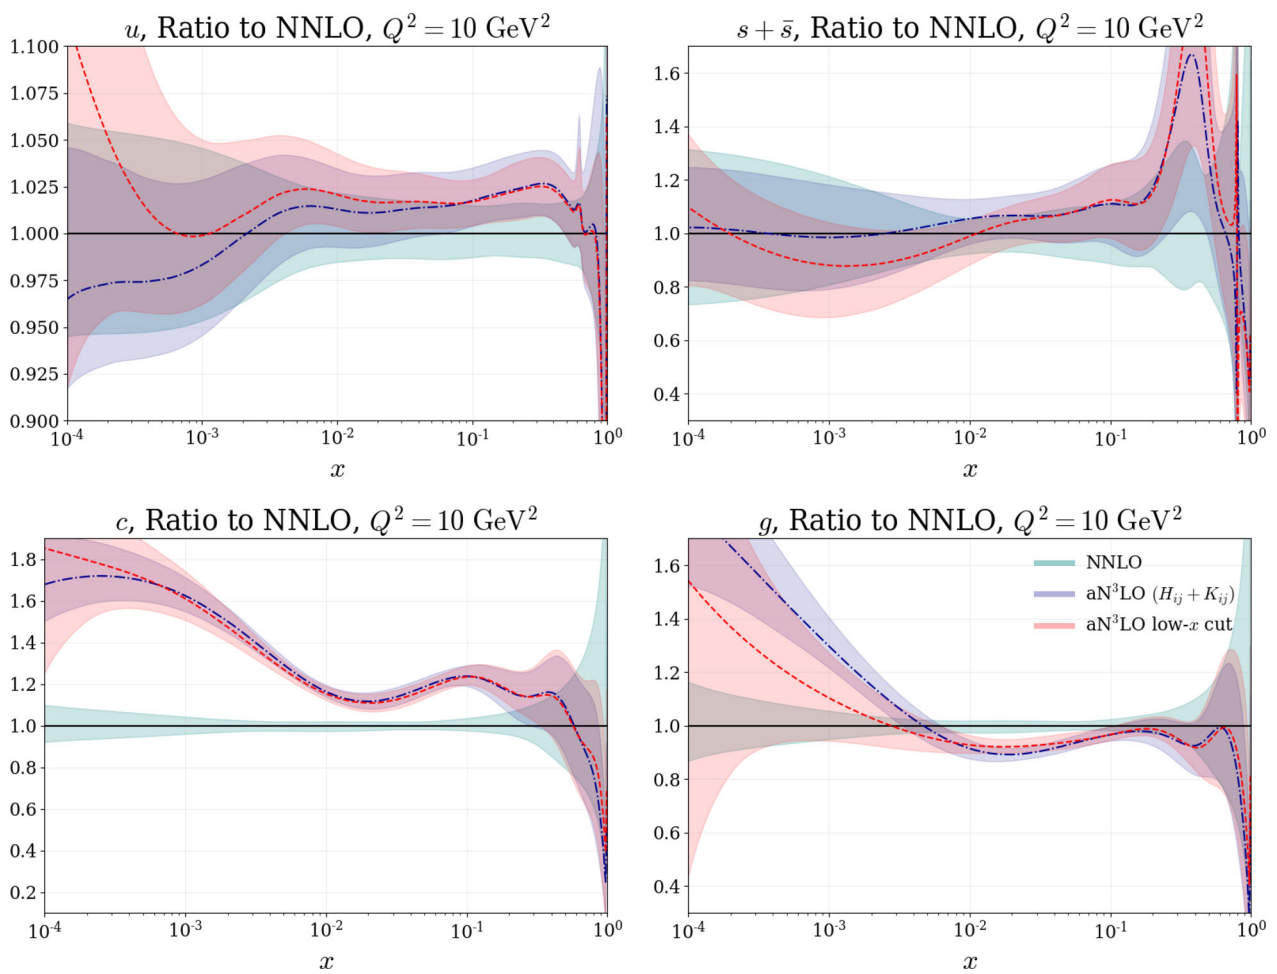 u, Ratio to NNLO, Q² = 10 GeV²
1.100
1.075
1.050
1.025
1.000
0.975
0.950
0.925
0.900
10⁻⁴ 10⁻³ 10⁻² 10⁻¹ 10⁰
x
s + s̄, Ratio to NNLO, Q² = 10 GeV²
1.6
1.4
1.2
1.0
0.8
0.6
0.4
10⁻⁴ 10⁻³ 10⁻² 10⁻¹ 10⁰
x
c, Ratio to NNLO, Q² = 10 GeV²
1.8
1.6
1.4
1.2
1.0
0.8
0.6
0.4
0.2
10⁻⁴ 10⁻³ 10⁻² 10⁻¹ 10⁰
x
g, Ratio to NNLO, Q² = 10 GeV²
NNLO
aN³LO (Hᵢⱼ + Kᵢⱼ)
aN³LO low-x cut
1.6
1.4
1.2
1.0
0.8
0.6
0.4
10⁻⁴ 10⁻³ 10⁻² 10⁻¹ 10⁰
x